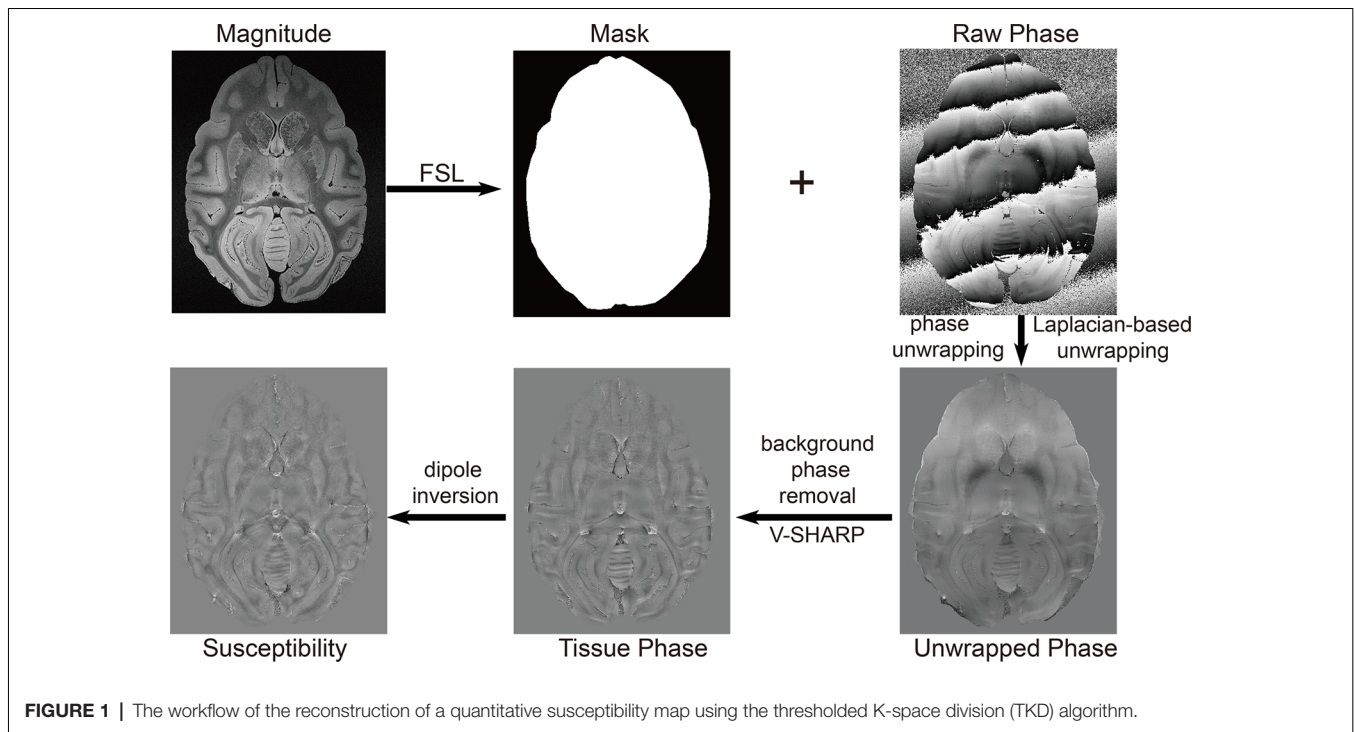 Magnitude
Mask
Raw Phase
FSL
+
phase
unwrapping
Laplacian-based
unwrapping
dipole
inversion
background
phase
removal
V-SHARP
Susceptibility
Tissue Phase
Unwrapped Phase
FIGURE 1 | The workflow of the reconstruction of a quantitative susceptibility map using the thresholded K-space division (TKD) algorithm.